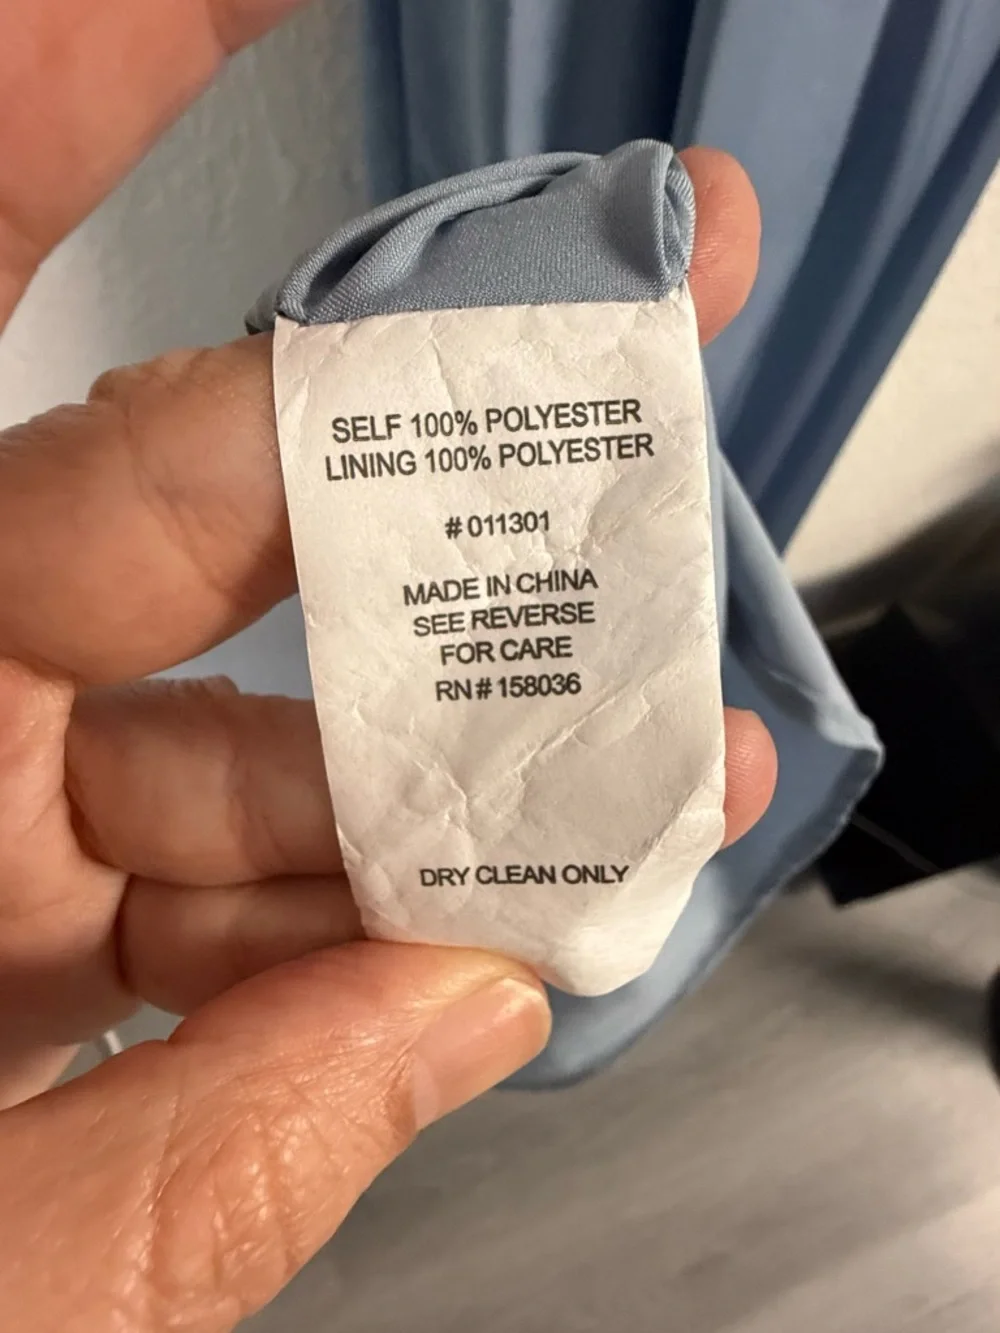 SELF 100% POLYESTER
LINING 100% POLYESTER
# 011301
MADE IN CHINA
SEE REVERSE
FOR CARE
RN# 158036
DRY CLEAN ONLY